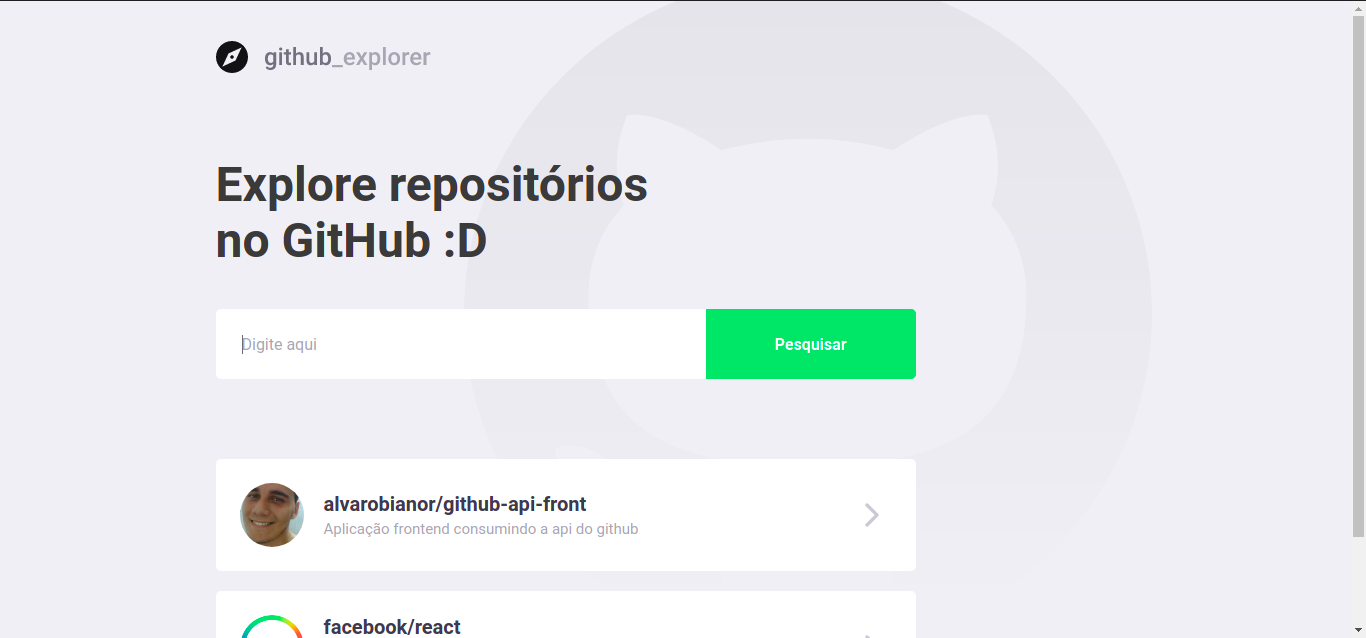 github_explorer
Explore repositórios
no GitHub :D
Digite aqui
Pesquisar
alvarobianor/github-api-front
Aplicação frontend consumindo a api do github
facebook/react